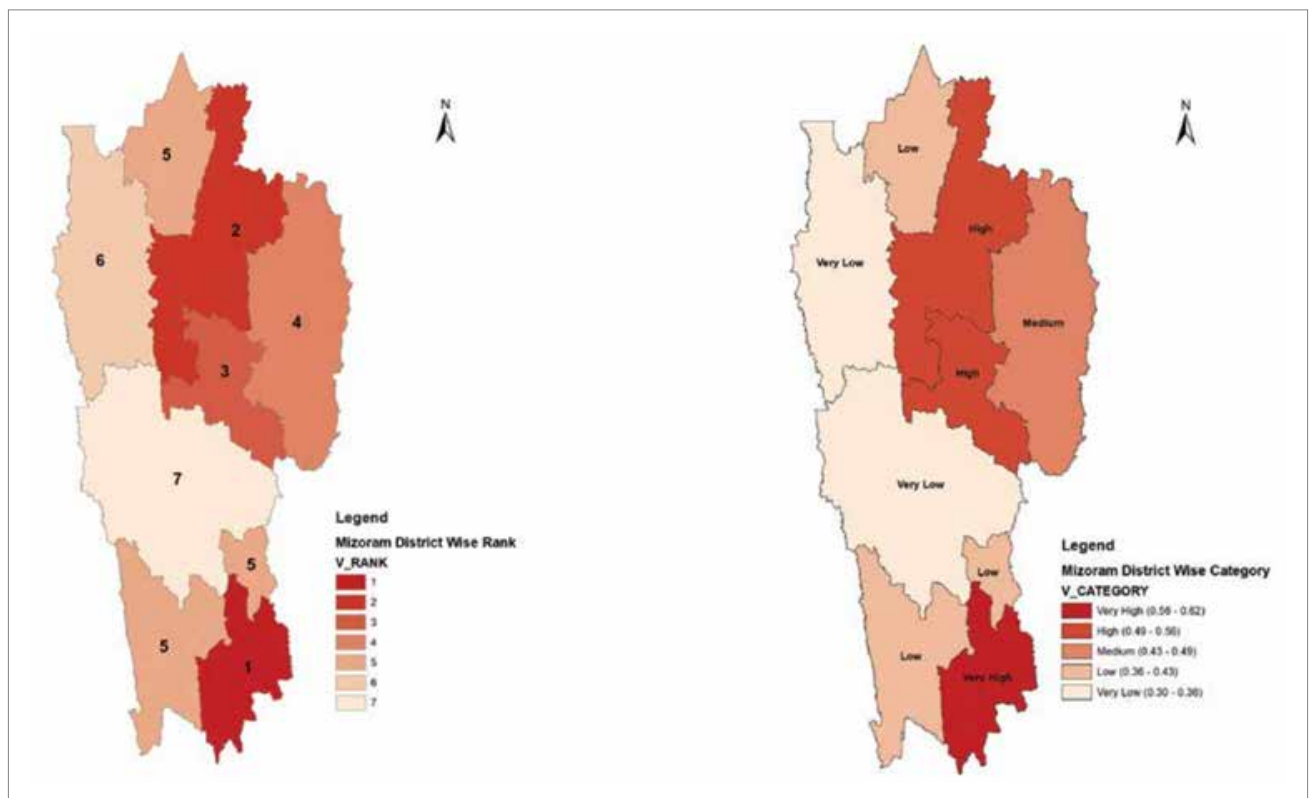 N
5
2
6
4
3
7
5
5
1
Legend
Mizoram District Wise Rank
V_RANK
1
2
3
4
5
6
7
N
Low
High
Very Low
Medium
High
Very Low
Low
Low
Very High
Legend
Mizoram District Wise Category
V_CATEGORY
Very High (0.56 - 0.62)
High (0.49 - 0.56)
Medium (0.43 - 0.49)
Low (0.36 - 0.43)
Very Low (0.30 - 0.36)